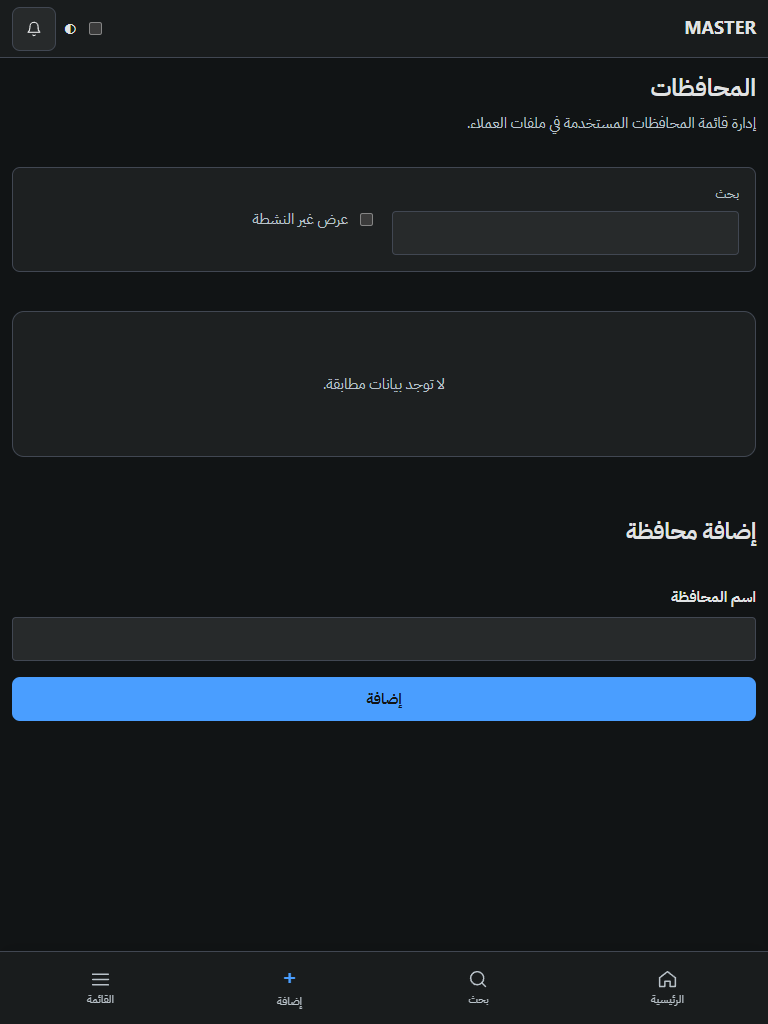 MASTER
المحافظات
إدارة قائمة المحافظات المستخدمة في ملفات العملاء.
بحث
عرض غير النشطة
لا توجد بيانات مطابقة.
إضافة محافظة
اسم المحافظة
إضافة
الرئيسية
بحث
إضافة
القائمة